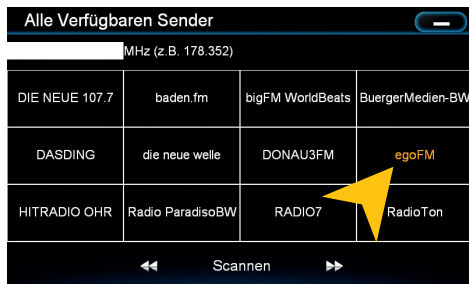 Alle Verfügbaren Sender
MHz (z.B. 178.352)
DIE NEUE 107.7 baden.fm bigFM WorldBeats BuergerMedien-BW
DASDING die neue welle DONAU3FM egoFM
HITRADIO OHR Radio ParadisoBW RADIO7 RadioTon
Scannen